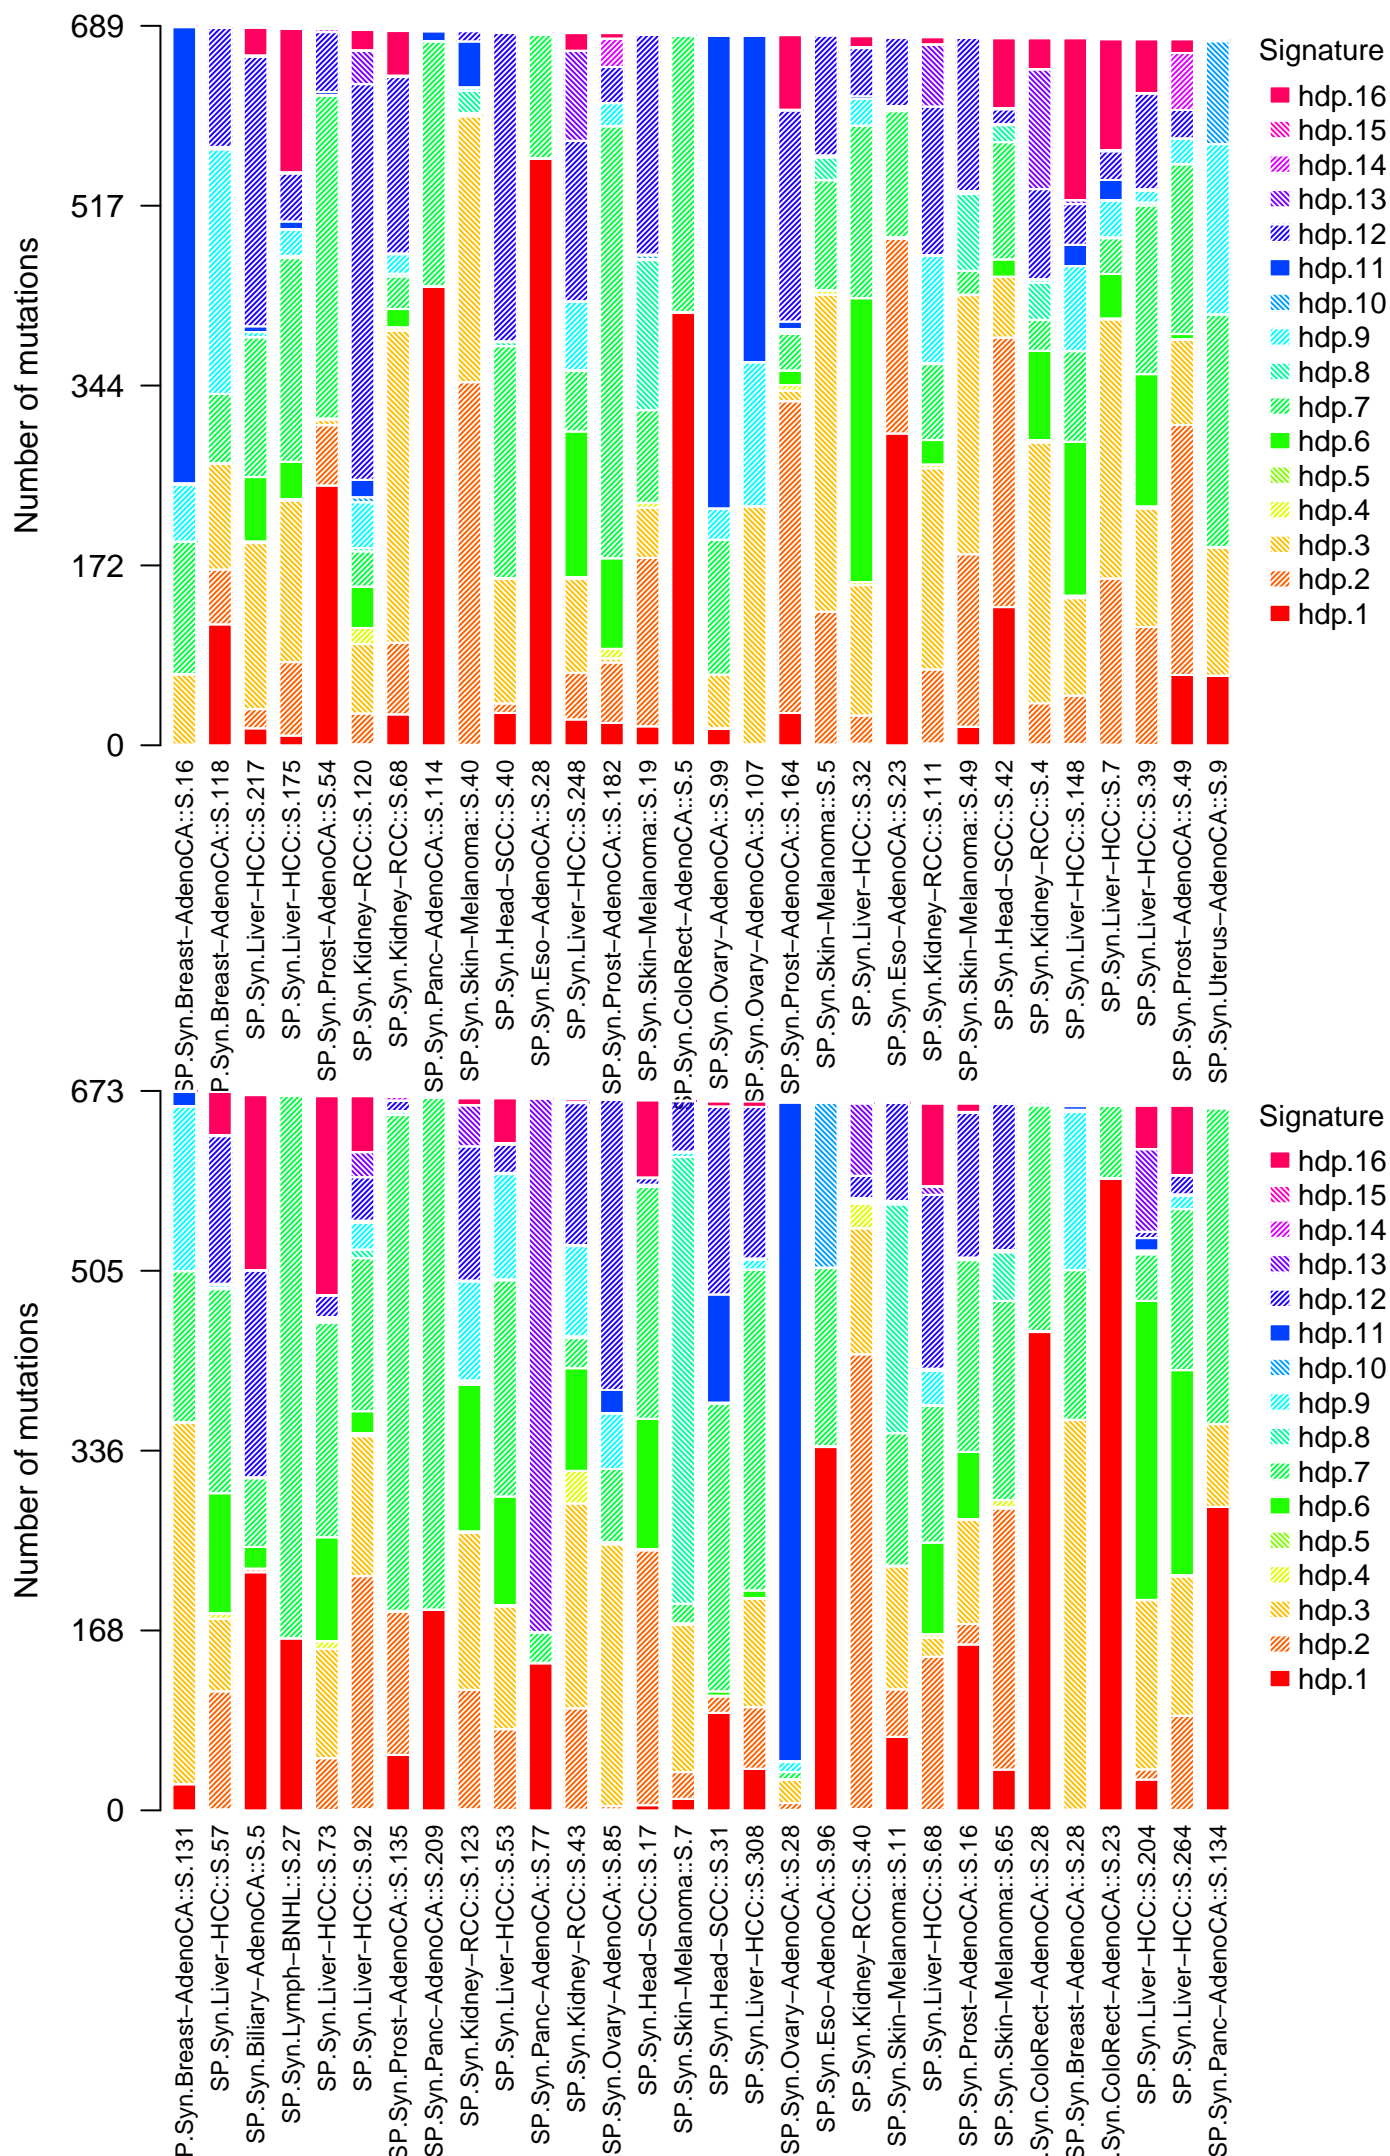 689
517
344
172
0
Number of mutations
Signature
hdp.16
hdp.15
hdp.14
hdp.13
hdp.12
hdp.11
hdp.10
hdp.9
hdp.8
hdp.7
hdp.6
hdp.5
hdp.4
hdp.3
hdp.2
hdp.1
SP.Syn.Breast−AdenoCA::S.16
P.Syn.Breast−AdenoCA::S.118
SP.Syn.Liver−HCC::S.217
SP.Syn.Liver−HCC::S.175
SP.Syn.Prost−AdenoCA::S.54
SP.Syn.Kidney−RCC::S.120
SP.Syn.Kidney−RCC::S.68
SP.Syn.Panc−AdenoCA::S.114
SP.Syn.Skin−Melanoma::S.40
SP.Syn.Head−SCC::S.40
SP.Syn.Eso−AdenoCA::S.28
SP.Syn.Liver−HCC::S.248
SP.Syn.Prost−AdenoCA::S.182
SP.Syn.Skin−Melanoma::S.19
SP.Syn.ColoRect−AdenoCA::S.5
SP.Syn.Ovary−AdenoCA::S.99
SP.Syn.Ovary−AdenoCA::S.107
SP.Syn.Prost−AdenoCA::S.164
SP.Syn.Skin−Melanoma::S.5
SP.Syn.Liver−HCC::S.32
SP.Syn.Eso−AdenoCA::S.23
SP.Syn.Kidney−RCC::S.111
SP.Syn.Skin−Melanoma::S.49
SP.Syn.Head−SCC::S.42
SP.Syn.Kidney−RCC::S.4
SP.Syn.Liver−HCC::S.148
SP.Syn.Liver−HCC::S.7
SP.Syn.Liver−HCC::S.39
SP.Syn.Prost−AdenoCA::S.49
SP.Syn.Uterus−AdenoCA::S.9
673
505
336
168
0
Number of mutations
Signature
hdp.16
hdp.15
hdp.14
hdp.13
hdp.12
hdp.11
hdp.10
hdp.9
hdp.8
hdp.7
hdp.6
hdp.5
hdp.4
hdp.3
hdp.2
hdp.1
P.Syn.Breast−AdenoCA::S.131
SP.Syn.Liver−HCC::S.57
SP.Syn.Biliary−AdenoCA::S.5
SP.Syn.Lymph−BNHL::S.27
SP.Syn.Liver−HCC::S.73
SP.Syn.Liver−HCC::S.92
SP.Syn.Prost−AdenoCA::S.135
SP.Syn.Panc−AdenoCA::S.209
SP.Syn.Kidney−RCC::S.123
SP.Syn.Liver−HCC::S.53
SP.Syn.Panc−AdenoCA::S.77
SP.Syn.Kidney−RCC::S.43
SP.Syn.Ovary−AdenoCA::S.85
SP.Syn.Head−SCC::S.17
SP.Syn.Skin−Melanoma::S.7
SP.Syn.Head−SCC::S.31
SP.Syn.Liver−HCC::S.308
SP.Syn.Ovary−AdenoCA::S.28
SP.Syn.Eso−AdenoCA::S.96
SP.Syn.Kidney−RCC::S.40
SP.Syn.Skin−Melanoma::S.11
SP.Syn.Liver−HCC::S.68
SP.Syn.Prost−AdenoCA::S.16
SP.Syn.Skin−Melanoma::S.65
.Syn.ColoRect−AdenoCA::S.28
SP.Syn.Breast−AdenoCA::S.28
.Syn.ColoRect−AdenoCA::S.23
SP.Syn.Liver−HCC::S.204
SP.Syn.Liver−HCC::S.264
SP.Syn.Panc−AdenoCA::S.134